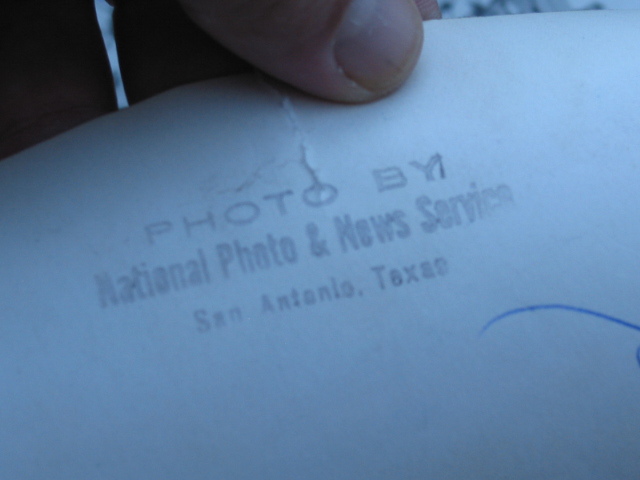 PHOTO BY
National Photo & News Service
San Antonio, Texas